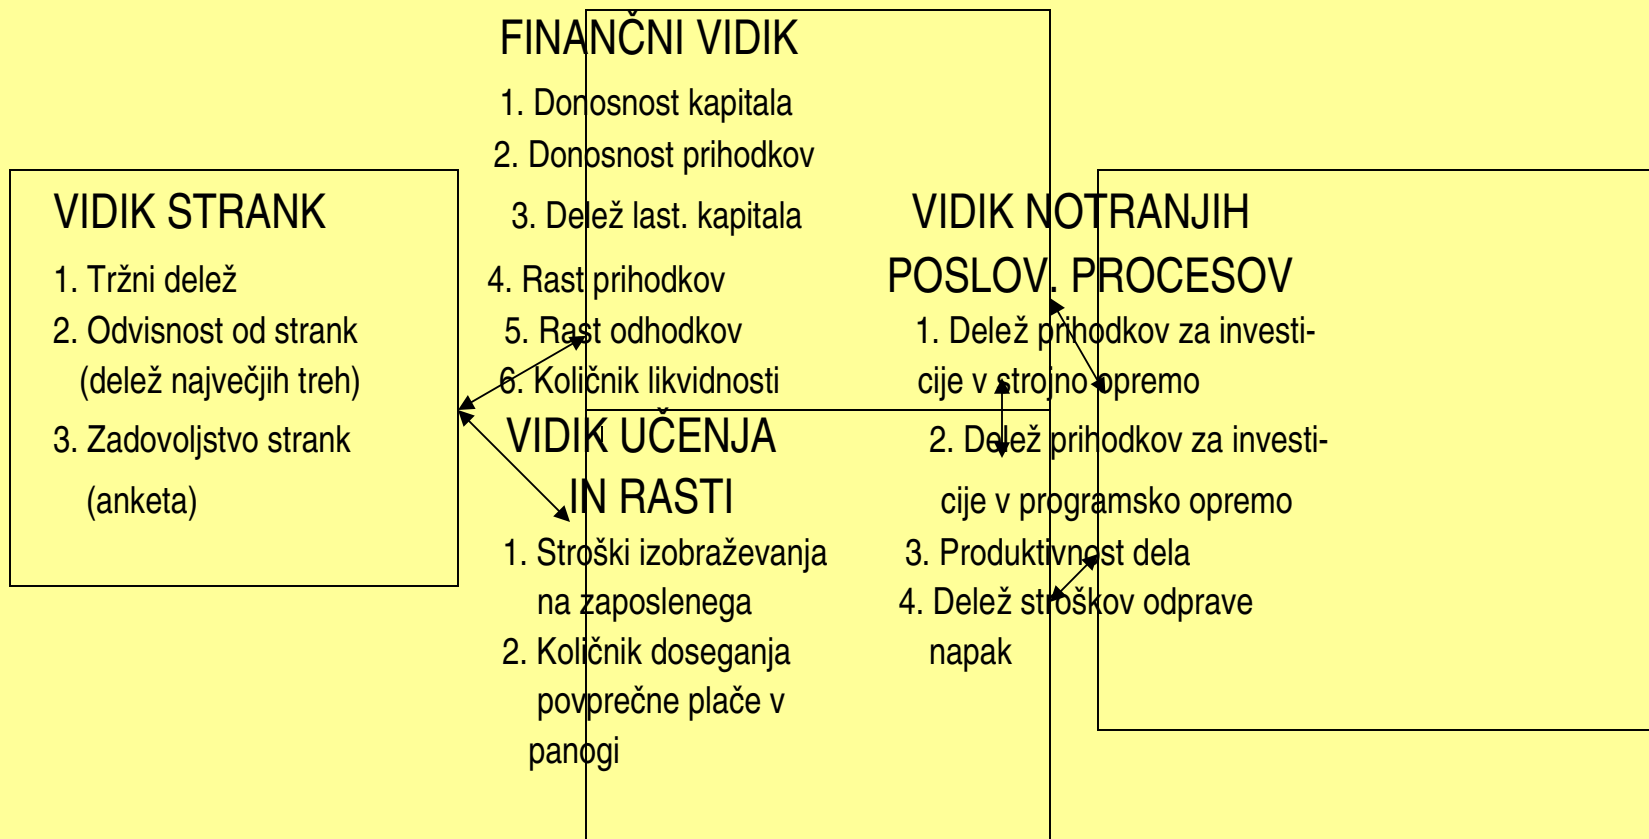 FINANČNI VIDIK
1. Donosnost kapitala
2. Donosnost prihodkov
3. Delež last. kapitala
4. Rast prihodkov
5. Rast odhodkov
6. Količnik likvidnosti
VIDIK STRANK
1. Tržni delež
2. Odvisnost od strank
(delež največjih treh)
3. Zadovoljstvo strank
(anketa)
VIDIK UČENJA
IN RASTI
1. Stroški izobraževanja
na zaposlenega
2. Količnik doseganja
povprečne plače v
panogi
VIDIK NOTRANJIH
POSLOV. PROCESOV
1. Delež prihodkov za investi-
cije v strojno opremo
2. Delež prihodkov za investi-
cije v programsko opremo
3. Produktivnost dela
4. Delež stroškov odprave
napak